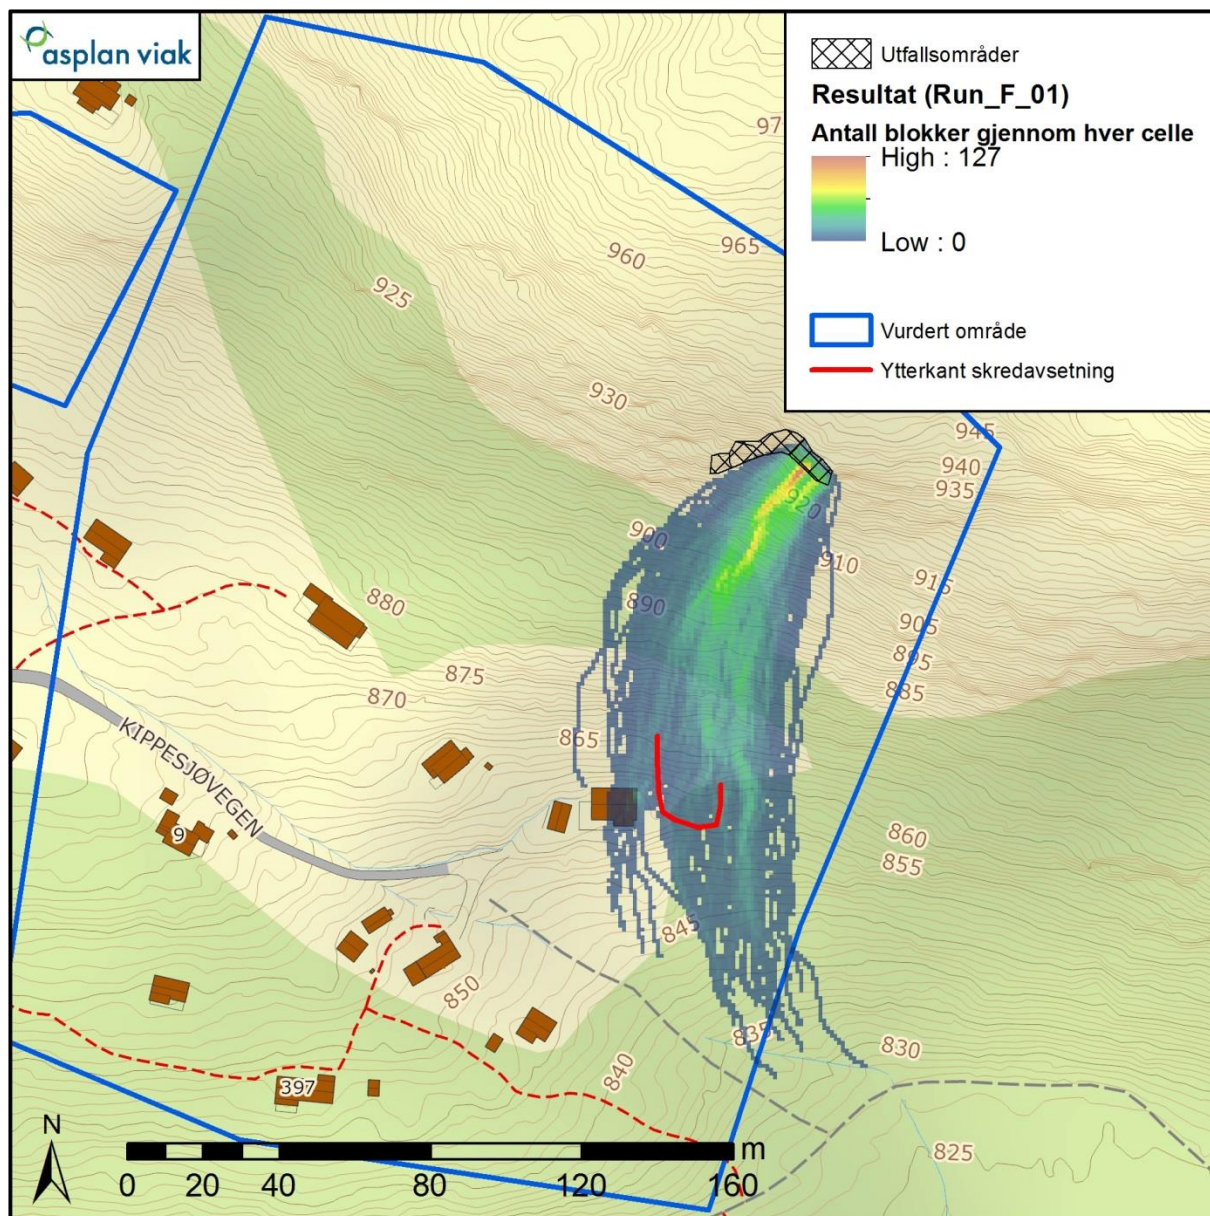 asplan viak
Utfallsområder
Resultat (Run_F_01)
Antall blokker gjennom hver celle
High : 127
Low : 0
Vurdert område
Ytterkant skredavsetning
97
960
965
925
930
945
940
935
920
900
910
915
890
880
905
895
875
885
870
865
KIPPESJØVEGEN
9
860
855
845
850
835
830
840
397
825
N
m
0 20 40 80 120 160